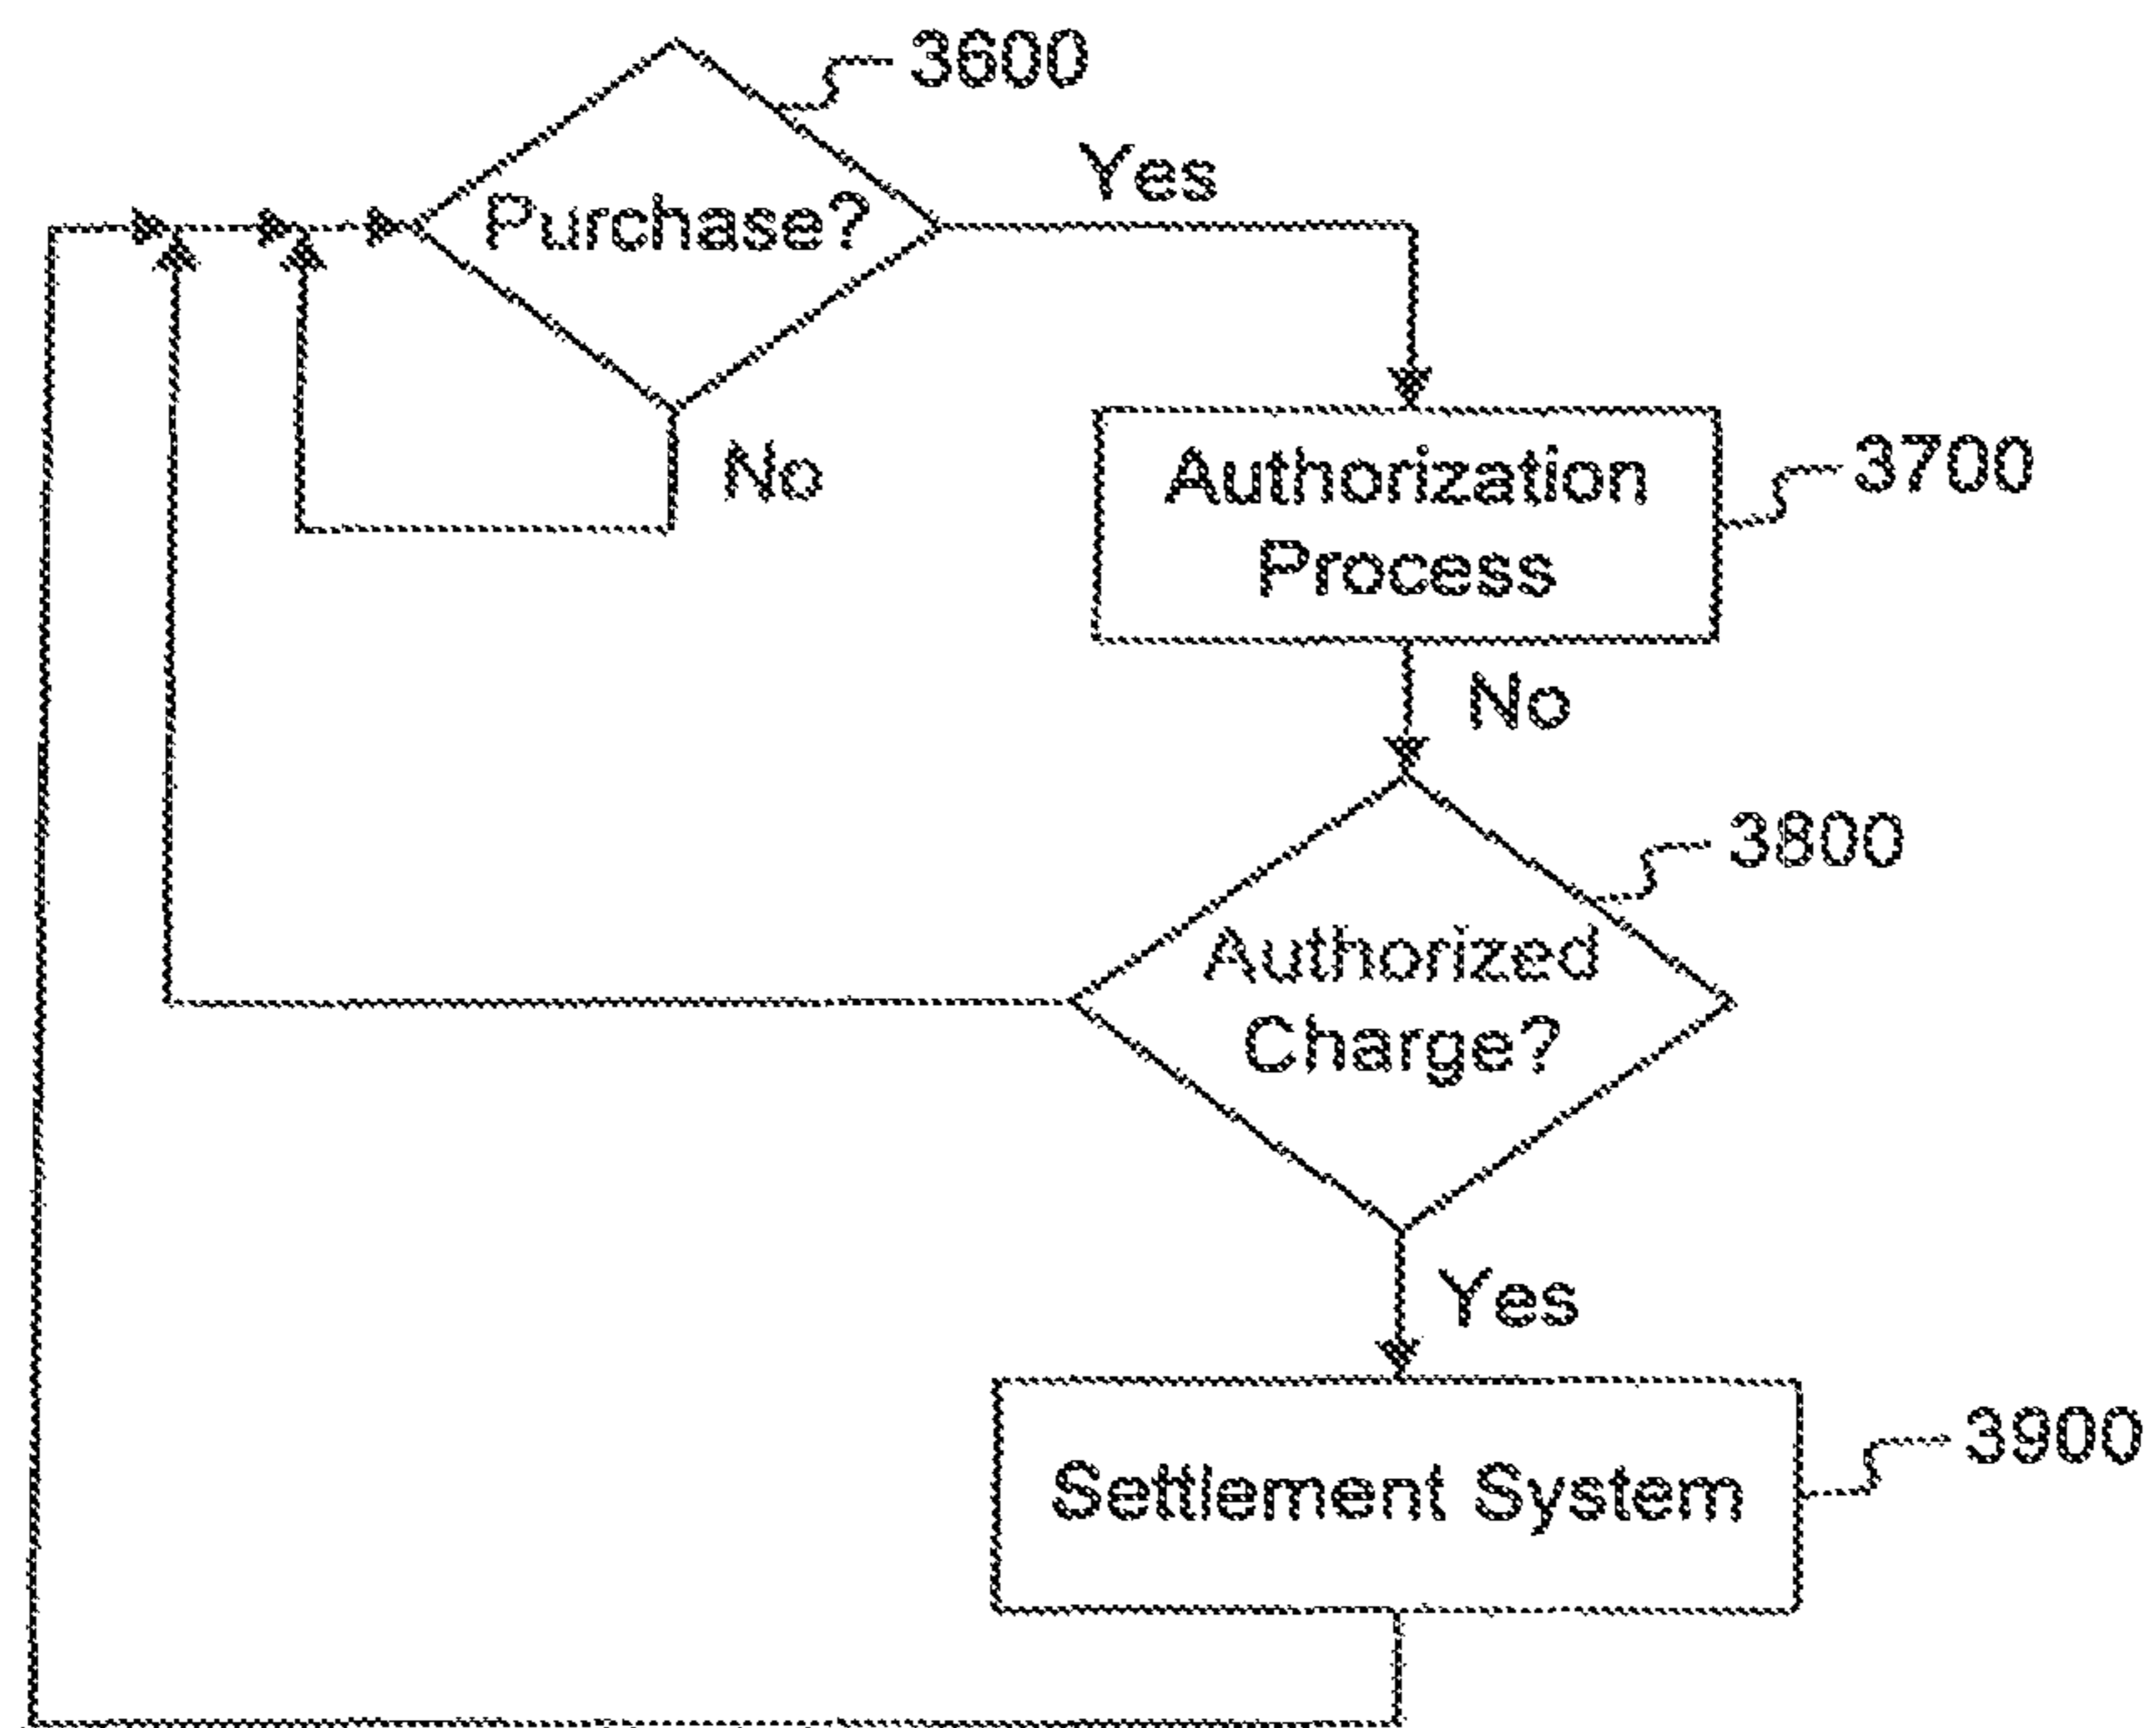 3600
Yes
Purchase?
No
Authorization
Process
3700
No
3800
Authorized
Charge?
Yes
Settlement System
3900